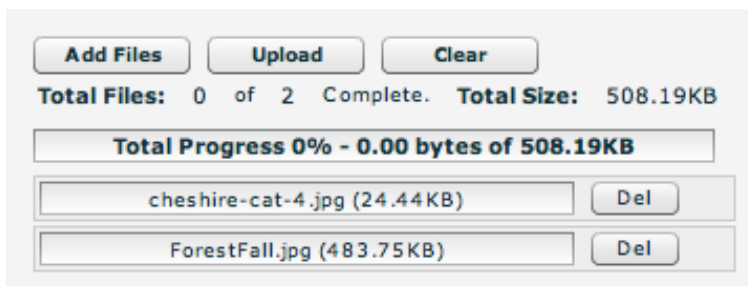 Add Files Upload Clear
Total Files: 0 of 2 Complete. Total Size: 508.19KB
Total Progress 0% - 0.00 bytes of 508.19KB
cheshire-cat-4.jpg (24.44KB) Del
ForestFall.jpg (483.75KB) Del